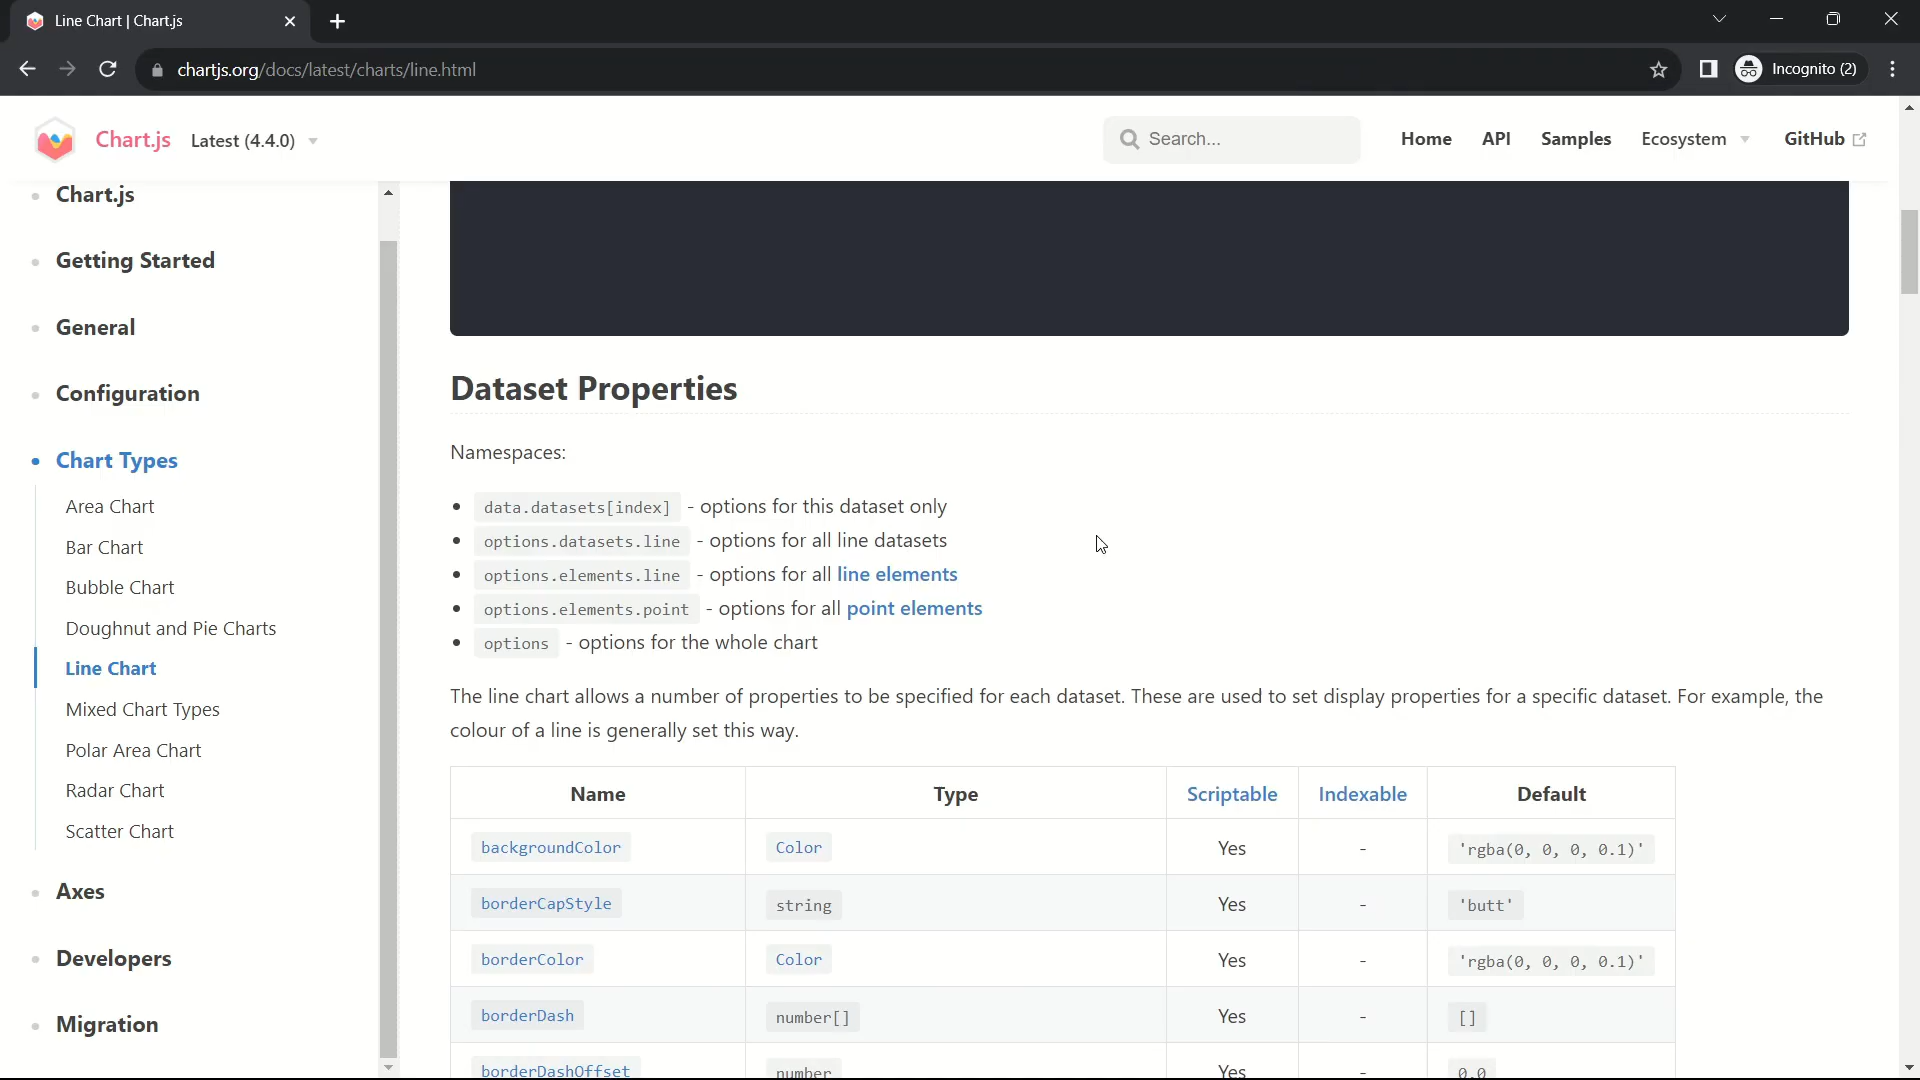 Line Chart | Chart.js
chartjs.org/docs/latest/charts/line.html
Incognito (2)
Chart.js
Latest (4.4.0)
Search...
Home
API
Samples
Ecosystem
GitHub
Chart.js
Getting Started
General
Configuration
Chart Types
Area Chart
Bar Chart
Bubble Chart
Doughnut and Pie Charts
Line Chart
Mixed Chart Types
Polar Area Chart
Radar Chart
Scatter Chart
Axes
Developers
Migration
Dataset Properties
Namespaces:
data.datasets[index] - options for this dataset only
options.datasets.line - options for all line datasets
options.elements.line - options for all line elements
options.elements.point - options for all point elements
options - options for the whole chart
The line chart allows a number of properties to be specified for each dataset. These are used to set display properties for a specific dataset. For example, the
colour of a line is generally set this way.
Name Type Scriptable Indexable Default
backgroundColor Color Yes - 'rgba(0, 0, 0, 0.1)'
borderCapStyle string Yes - 'butt'
borderColor Color Yes - 'rgba(0, 0, 0, 0.1)'
borderDash number[] Yes - []
borderDashOffset number Yes - 0.0